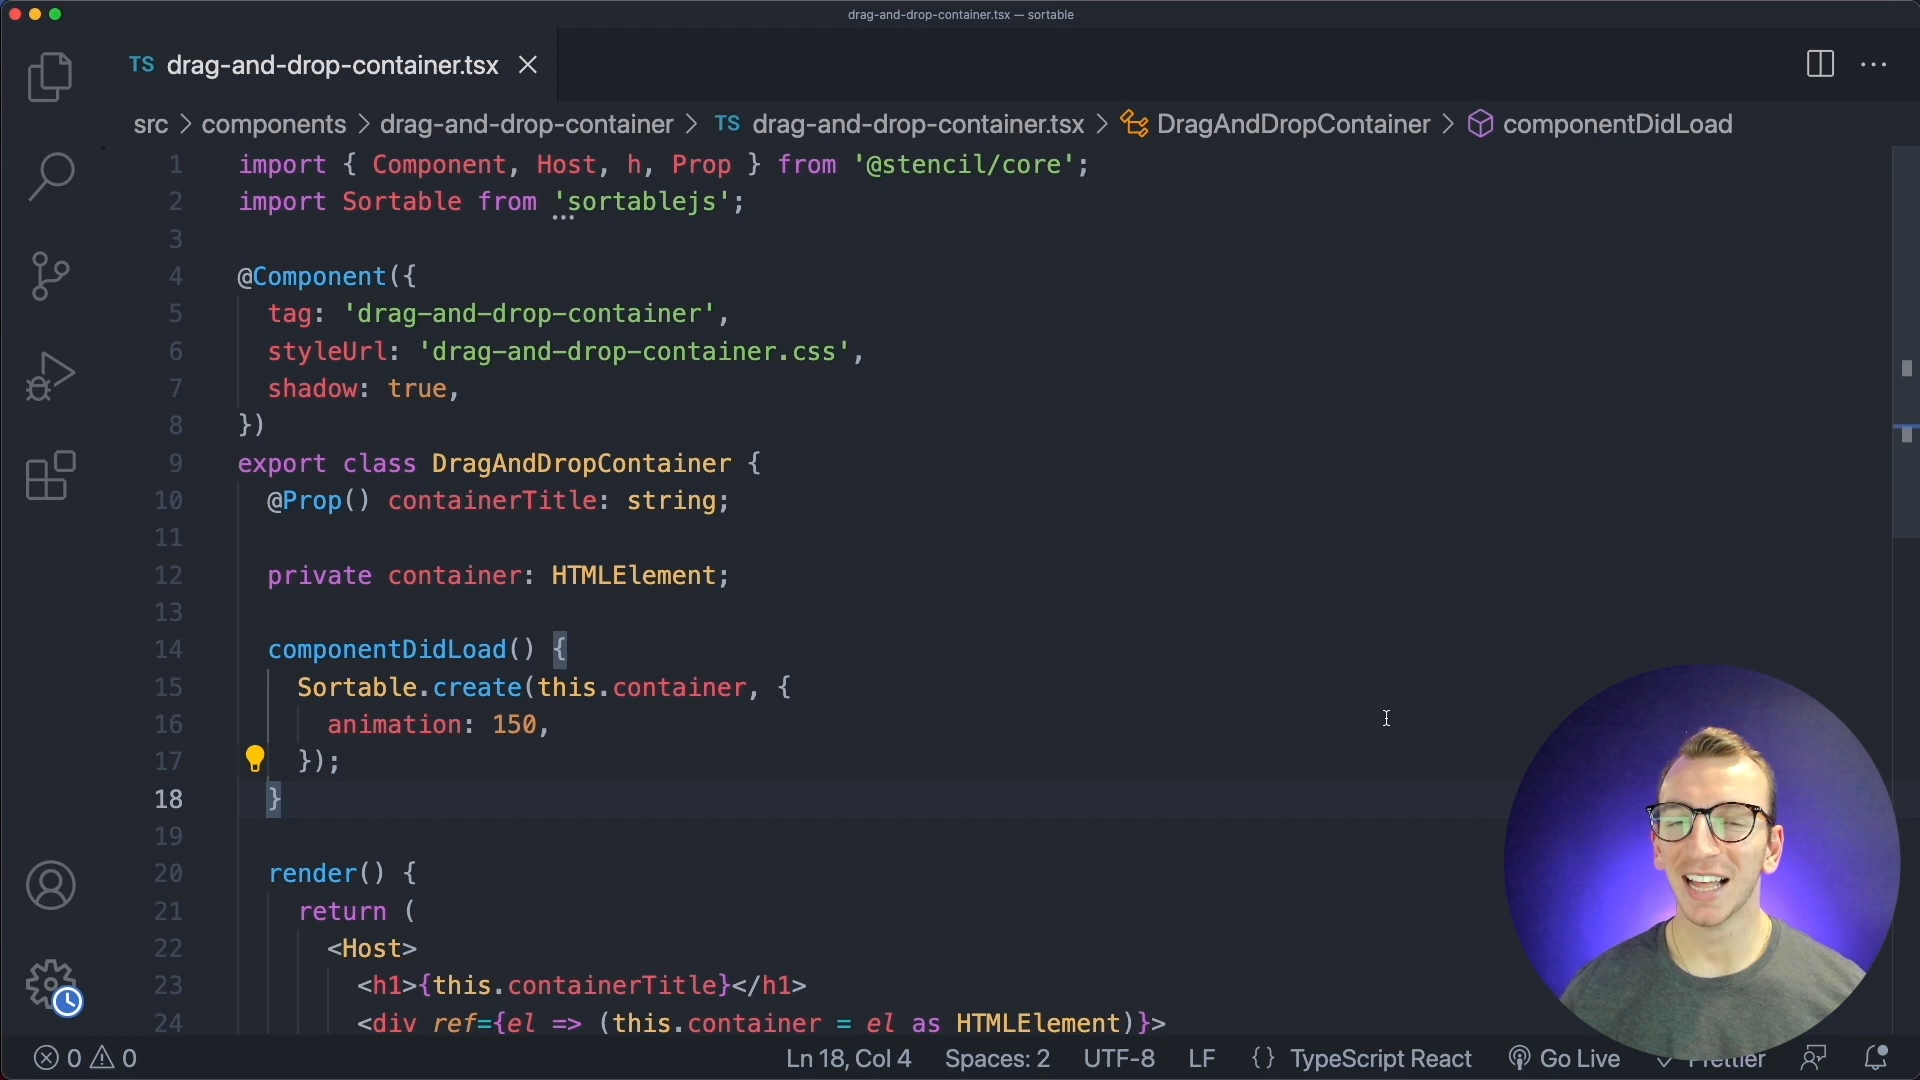 drag-and-drop-container.tsx — sortable
TS drag-and-drop-container.tsx
src > components > drag-and-drop-container > TS drag-and-drop-container.tsx > DragAndDropContainer > componentDidLoad
1 import { Component, Host, h, Prop } from '@stencil/core';
2 import Sortable from 'sortablejs';
3
4 @Component({
5 tag: 'drag-and-drop-container',
6 styleUrl: 'drag-and-drop-container.css',
7 shadow: true,
8 })
9 export class DragAndDropContainer {
10 @Prop() containerTitle: string;
11
12 private container: HTMLElement;
13
14 componentDidLoad() {
15 Sortable.create(this.container, {
16 animation: 150,
17 });
18 }
19
20 render() {
21 return (
22 <Host>
23 <h1>{this.containerTitle}</h1>
24 <div ref={el => (this.container = el as HTMLElement)}>
0 0 Ln 18, Col 4 Spaces: 2 UTF-8 LF {} TypeScript React Go Live Prettier